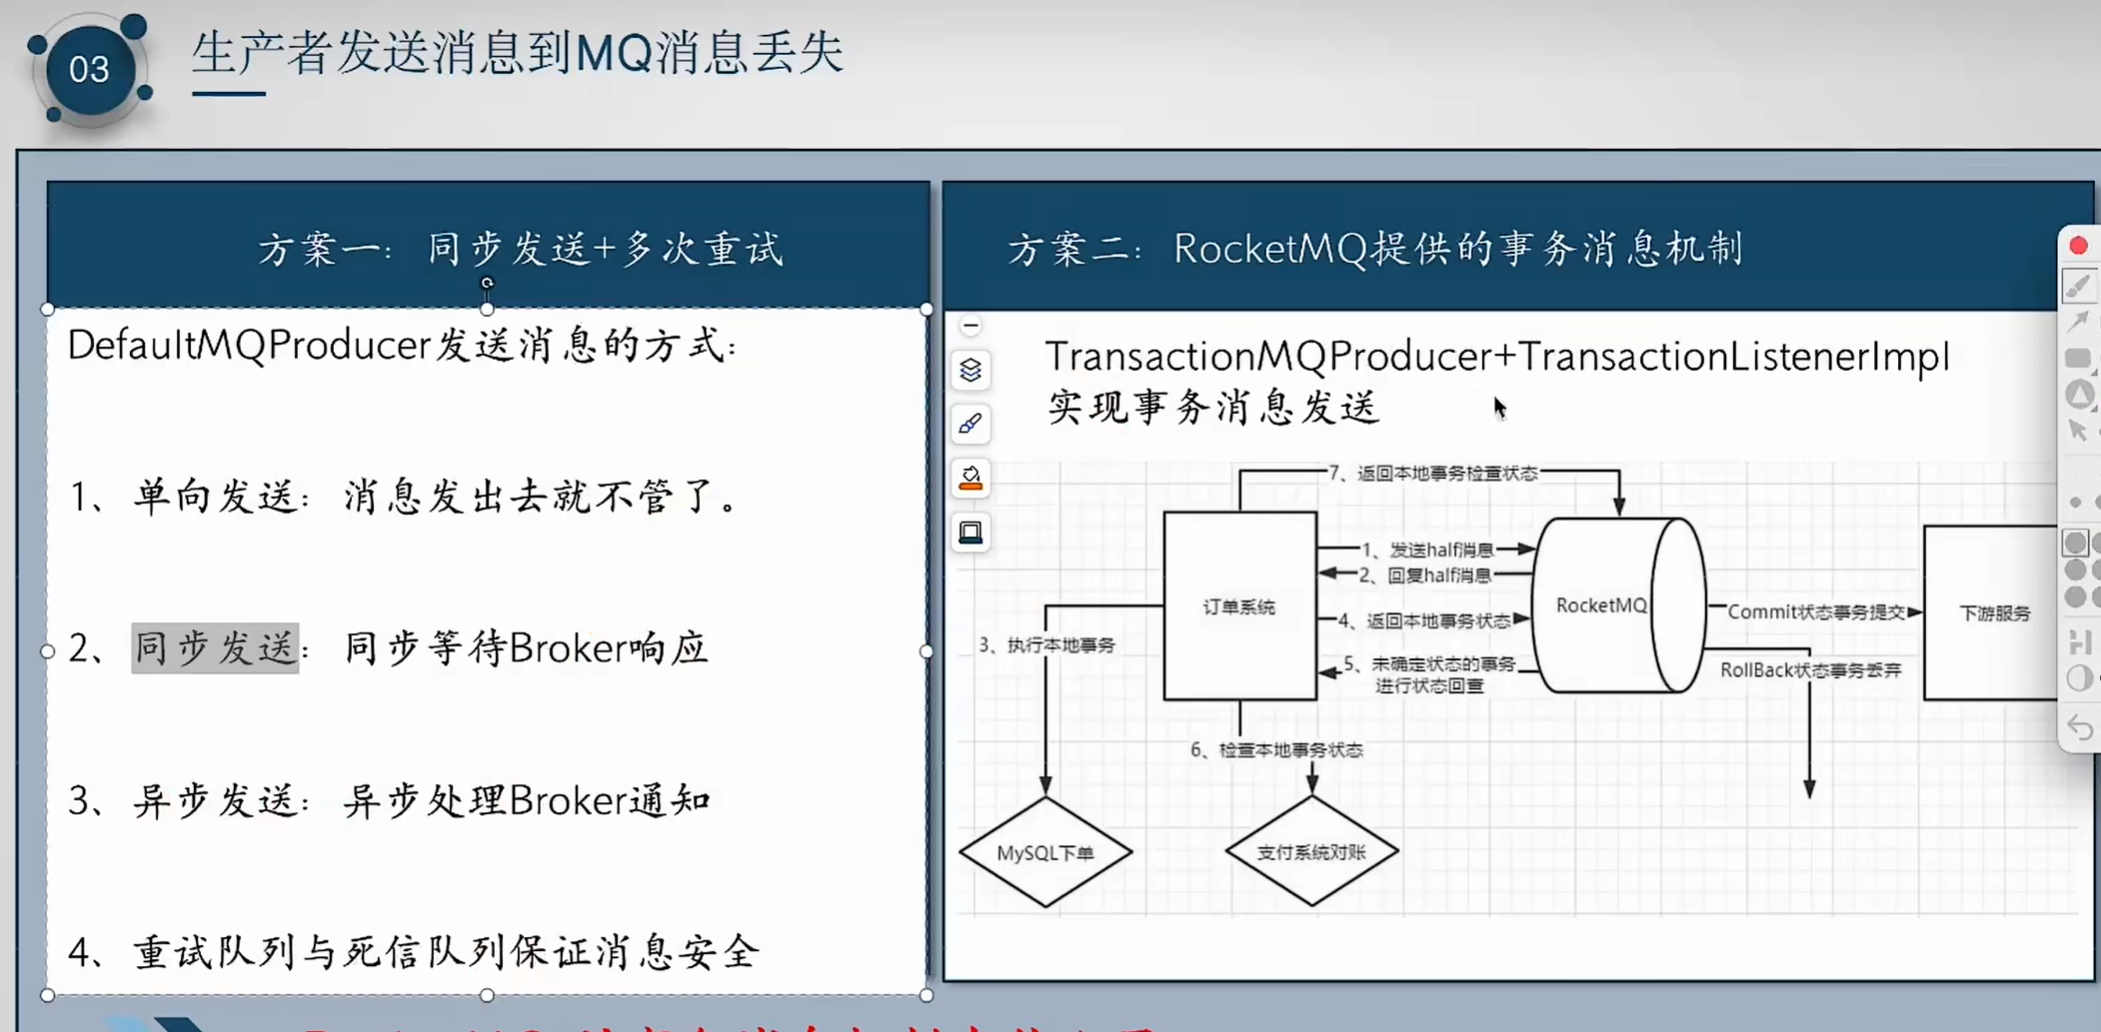 03
生产者发送消息到MQ消息丢失
方案一：同步发送+多次重试
DefaultMQProducer发送消息的方式：
1、单向发送：消息发出去就不管了。
2、同步发送：同步等待Broker响应
3、异步发送：异步处理Broker通知
4、重试队列与死信队列保证消息安全
方案二：RocketMQ提供的事务消息机制
TransactionMQProducer+TransactionListenerImpl
实现事务消息发送
7、返回本地事务检查状态
1、发送half消息
2、回复half消息
订单系统
RocketMQ
4、返回本地事务状态
Commit状态事务提交
下游服务
3、执行本地事务
5、未确定状态的事务
进行状态回查
RollBack状态事务丢弃
6、检查本地事务状态
MySQL下单
支付系统对账